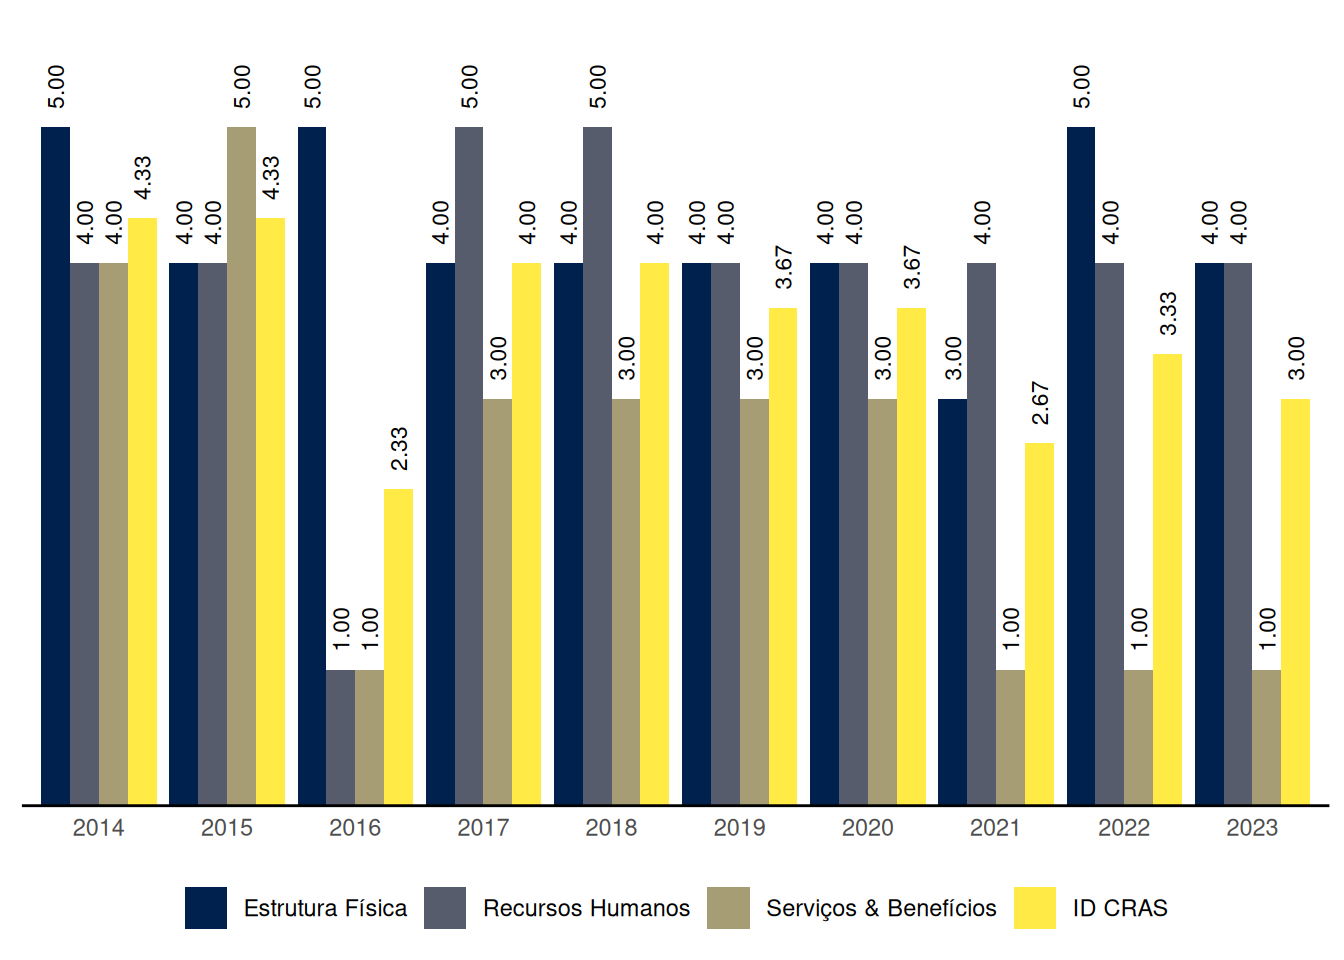 5.00 5.00 5.00 5.00 5.00 5.00
4.33 4.33
4.00 4.00 4.00 4.00 4.00 4.00 4.00 4.00 4.00 4.00 4.00 4.00 4.00 4.00 4.00 4.00
3.67 3.67
3.33
3.00 3.00 3.00 3.00 3.00 3.00
2.67
2.33
1.00 1.00 1.00 1.00 1.00
2014 2015 2016 2017 2018 2019 2020 2021 2022 2023
Estrutura Física Recursos Humanos Serviços & Benefícios ID CRAS